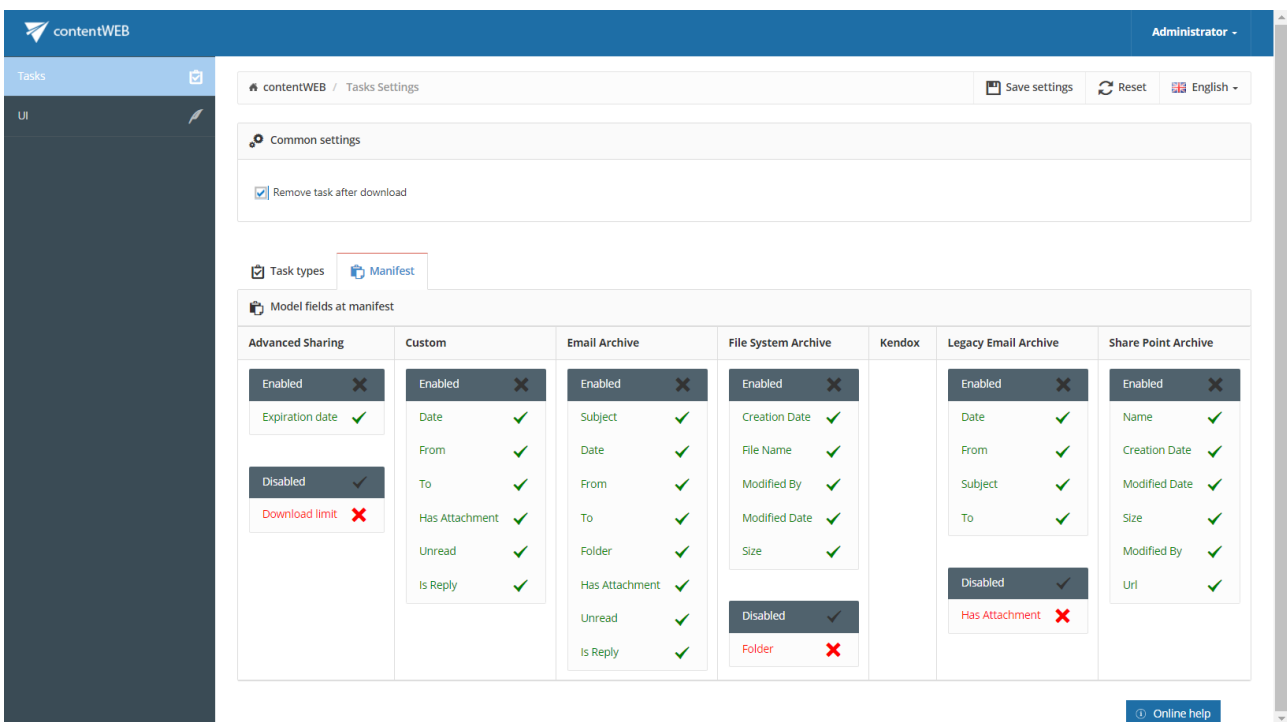 contentWEB
Administrator
Tasks
UI
contentWEB / Tasks Settings
Save settings
Reset
English
Common settings
Remove task after download
Task types
Manifest
Model fields at manifest
Advanced Sharing
Enabled
Expiration date
Disabled
Download limit
Custom
Enabled
Date
From
To
Has Attachment
Unread
Is Reply
Email Archive
Enabled
Subject
Date
From
To
Folder
Has Attachment
Unread
Is Reply
File System Archive
Enabled
Creation Date
File Name
Modified By
Modified Date
Size
Disabled
Folder
Kendox
Legacy Email Archive
Enabled
Date
From
Subject
To
Disabled
Has Attachment
Share Point Archive
Enabled
Name
Creation Date
Modified Date
Size
Modified By
Url
Online help